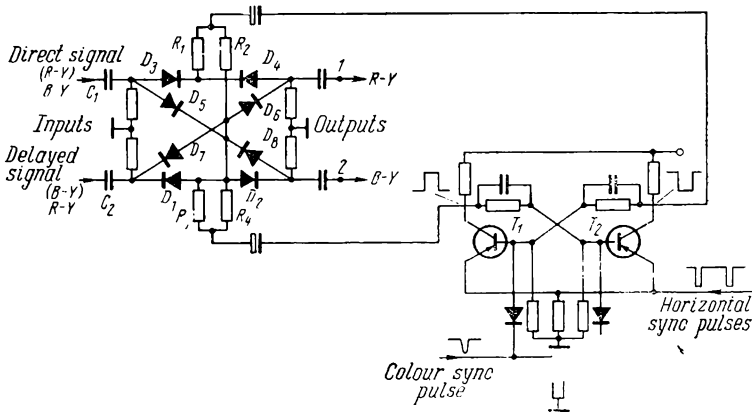 Direct signal
(R-Y)
B Y
C1
D3
R1
R2
D4
1
R-Y
D5
D6
Inputs
Outputs
D7
D8
Delayed signal
(B-Y)
R-Y
C2
D1
D2
2
B-Y
R4
T1
T2
Horizontal sync pulses
Colour sync pulse